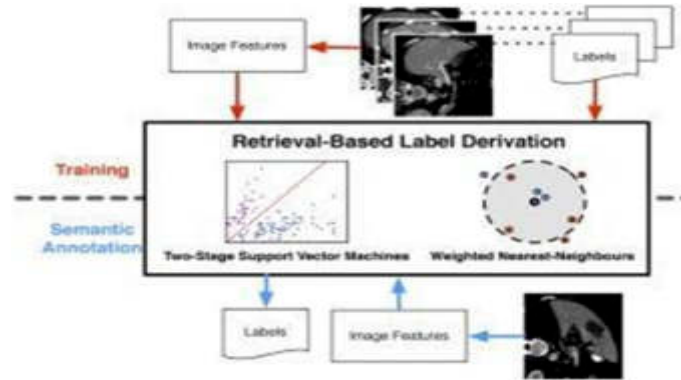 Image Features
Labels
Retrieval-Based Label Derivation
Training
Semantic
Annotation
Two-Stage Support Vector Machines
Weighted Nearest-Neighbours
Labels
Image Features